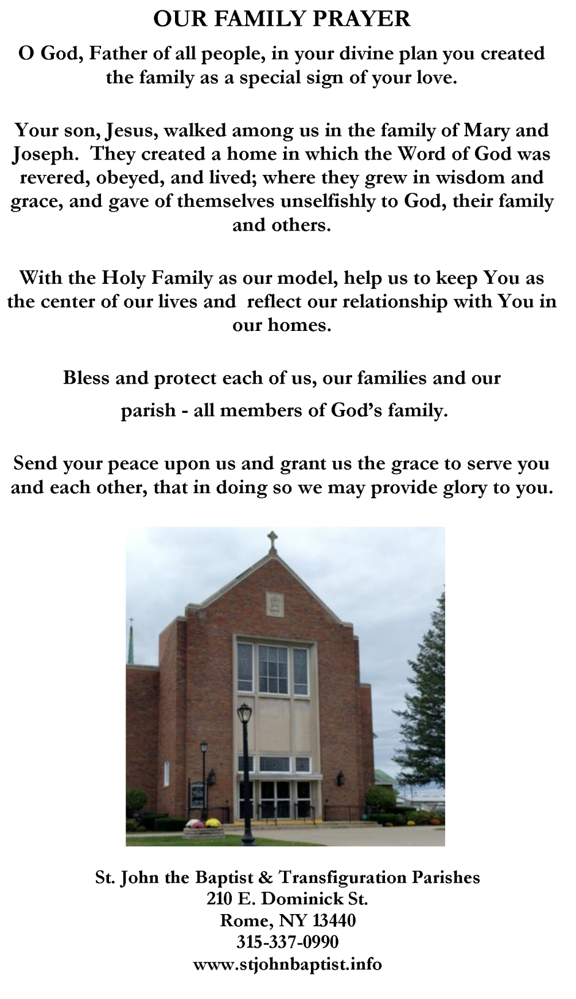 OUR FAMILY PRAYER
O God, Father of all people, in your divine plan you created
the family as a special sign of your love.
Your son, Jesus, walked among us in the family of Mary and
Joseph.  They created a home in which the Word of God was
revered, obeyed, and lived; where they grew in wisdom and
grace, and gave of themselves unselfishly to God, their family
and others.
With the Holy Family as our model, help us to keep You as
the center of our lives and  reflect our relationship with You in
our homes.
Bless and protect each of us, our families and our
parish - all members of God’s family.
Send your peace upon us and grant us the grace to serve you
and each other, that in doing so we may provide glory to you.
St. John the Baptist & Transfiguration Parishes
210 E. Dominick St.
Rome, NY 13440
315-337-0990
www.stjohnbaptist.info